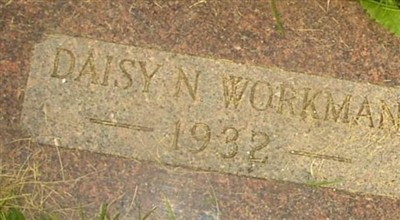 DAISY N WORKMAN
— 1932 —